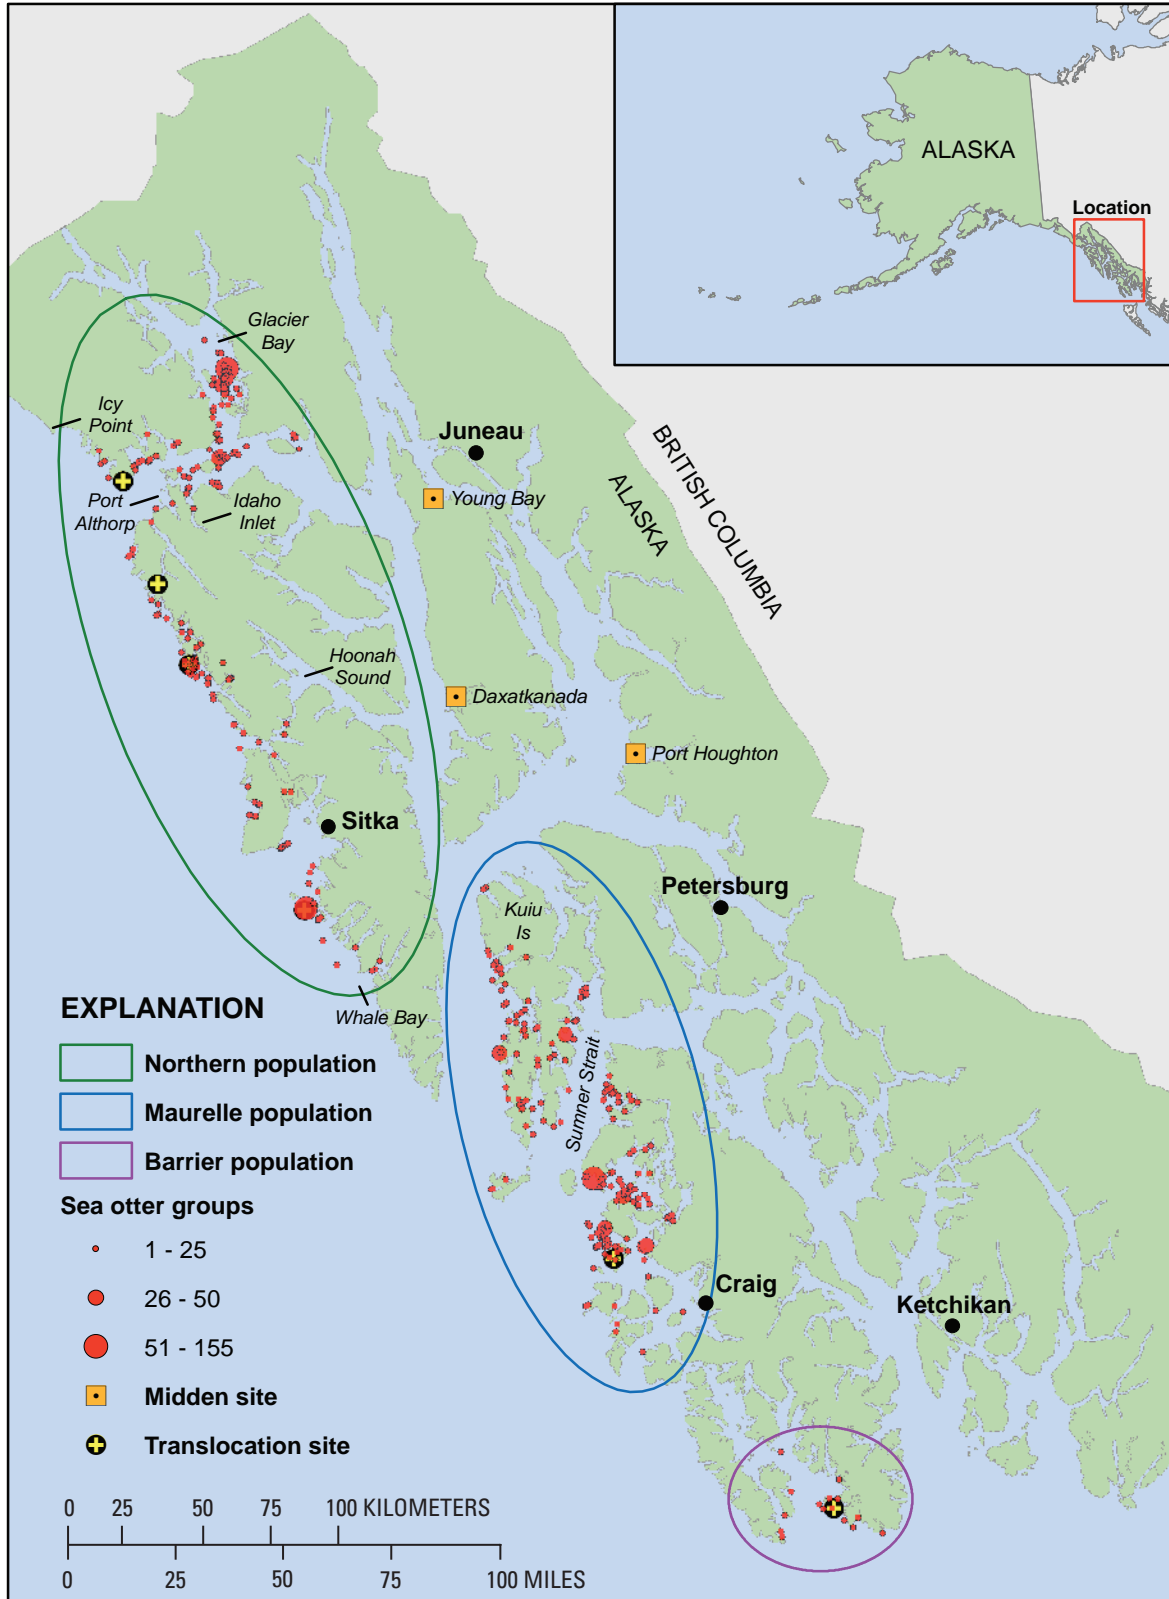 ALASKA
Location
Glacier
Bay
Icy
Point
Juneau
BRITISH COLUMBIA
ALASKA
Young Bay
Port
Althorp
Idaho
Inlet
Hoonah
Sound
Daxatkanada
Port Houghton
Sitka
Petersburg
Kuiu
Is
Whale Bay
Sumner Strait
Craig
Ketchikan
EXPLANATION
Northern population
Maurelle population
Barrier population
Sea otter groups
1 - 25
26 - 50
51 - 155
Midden site
Translocation site
0 25 50 75 100 KILOMETERS
0 25 50 75 100 MILES